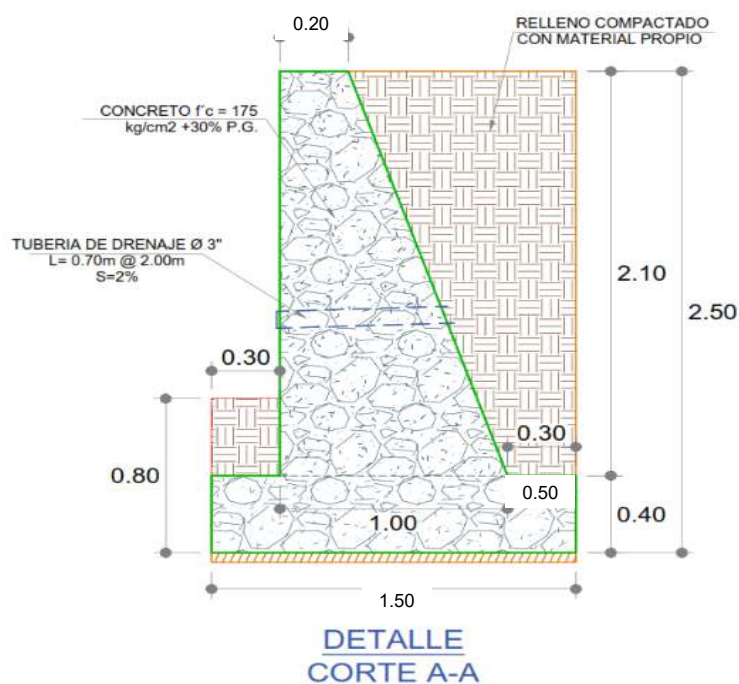 0.20
RELLENO COMPACTADO
CON MATERIAL PROPIO
CONCRETO f´c = 175
kg/cm2 +30% P.G.
TUBERIA DE DRENAJE Ø 3"
L= 0.70m @ 2.00m
S=2%
2.10
2.50
0.30
0.30
0.80
0.50
0.40
1.00
1.50
DETALLE
CORTE A-A